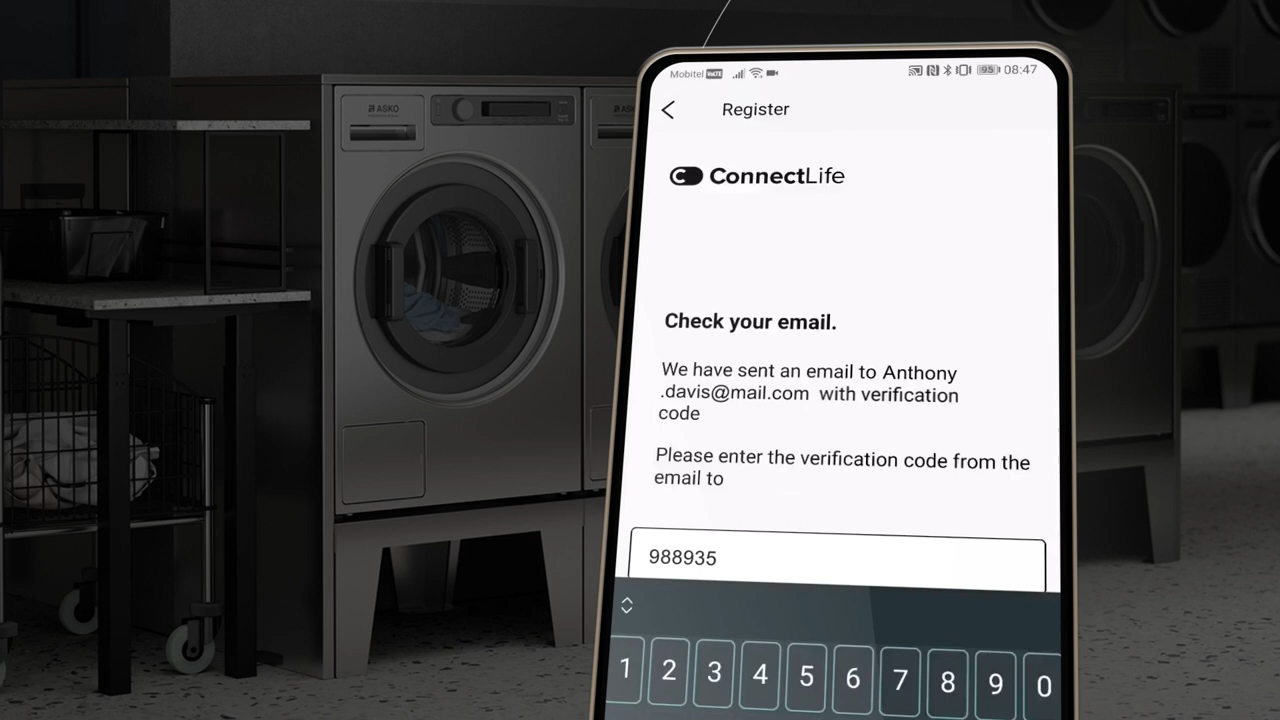 ASKO
Mobitel VoLTE 95 08:47
Register
ConnectLife
Check your email.
We have sent an email to Anthony
.davis@mail.com with verification
code
Please enter the verification code from the
email to
988935
1 2 3 4 5 6 7 8 9 0